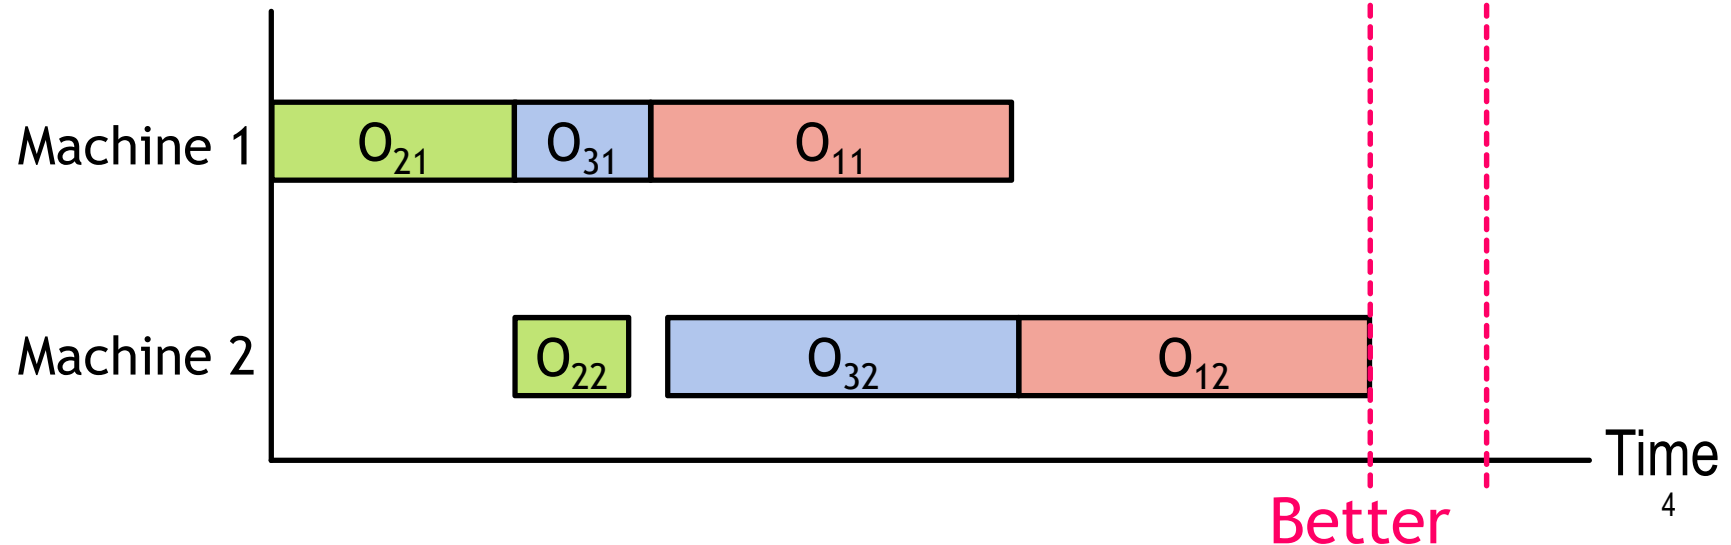 Machine 1 O21 O31 O11
Machine 2 O22 O32 O12
Time
4
Better